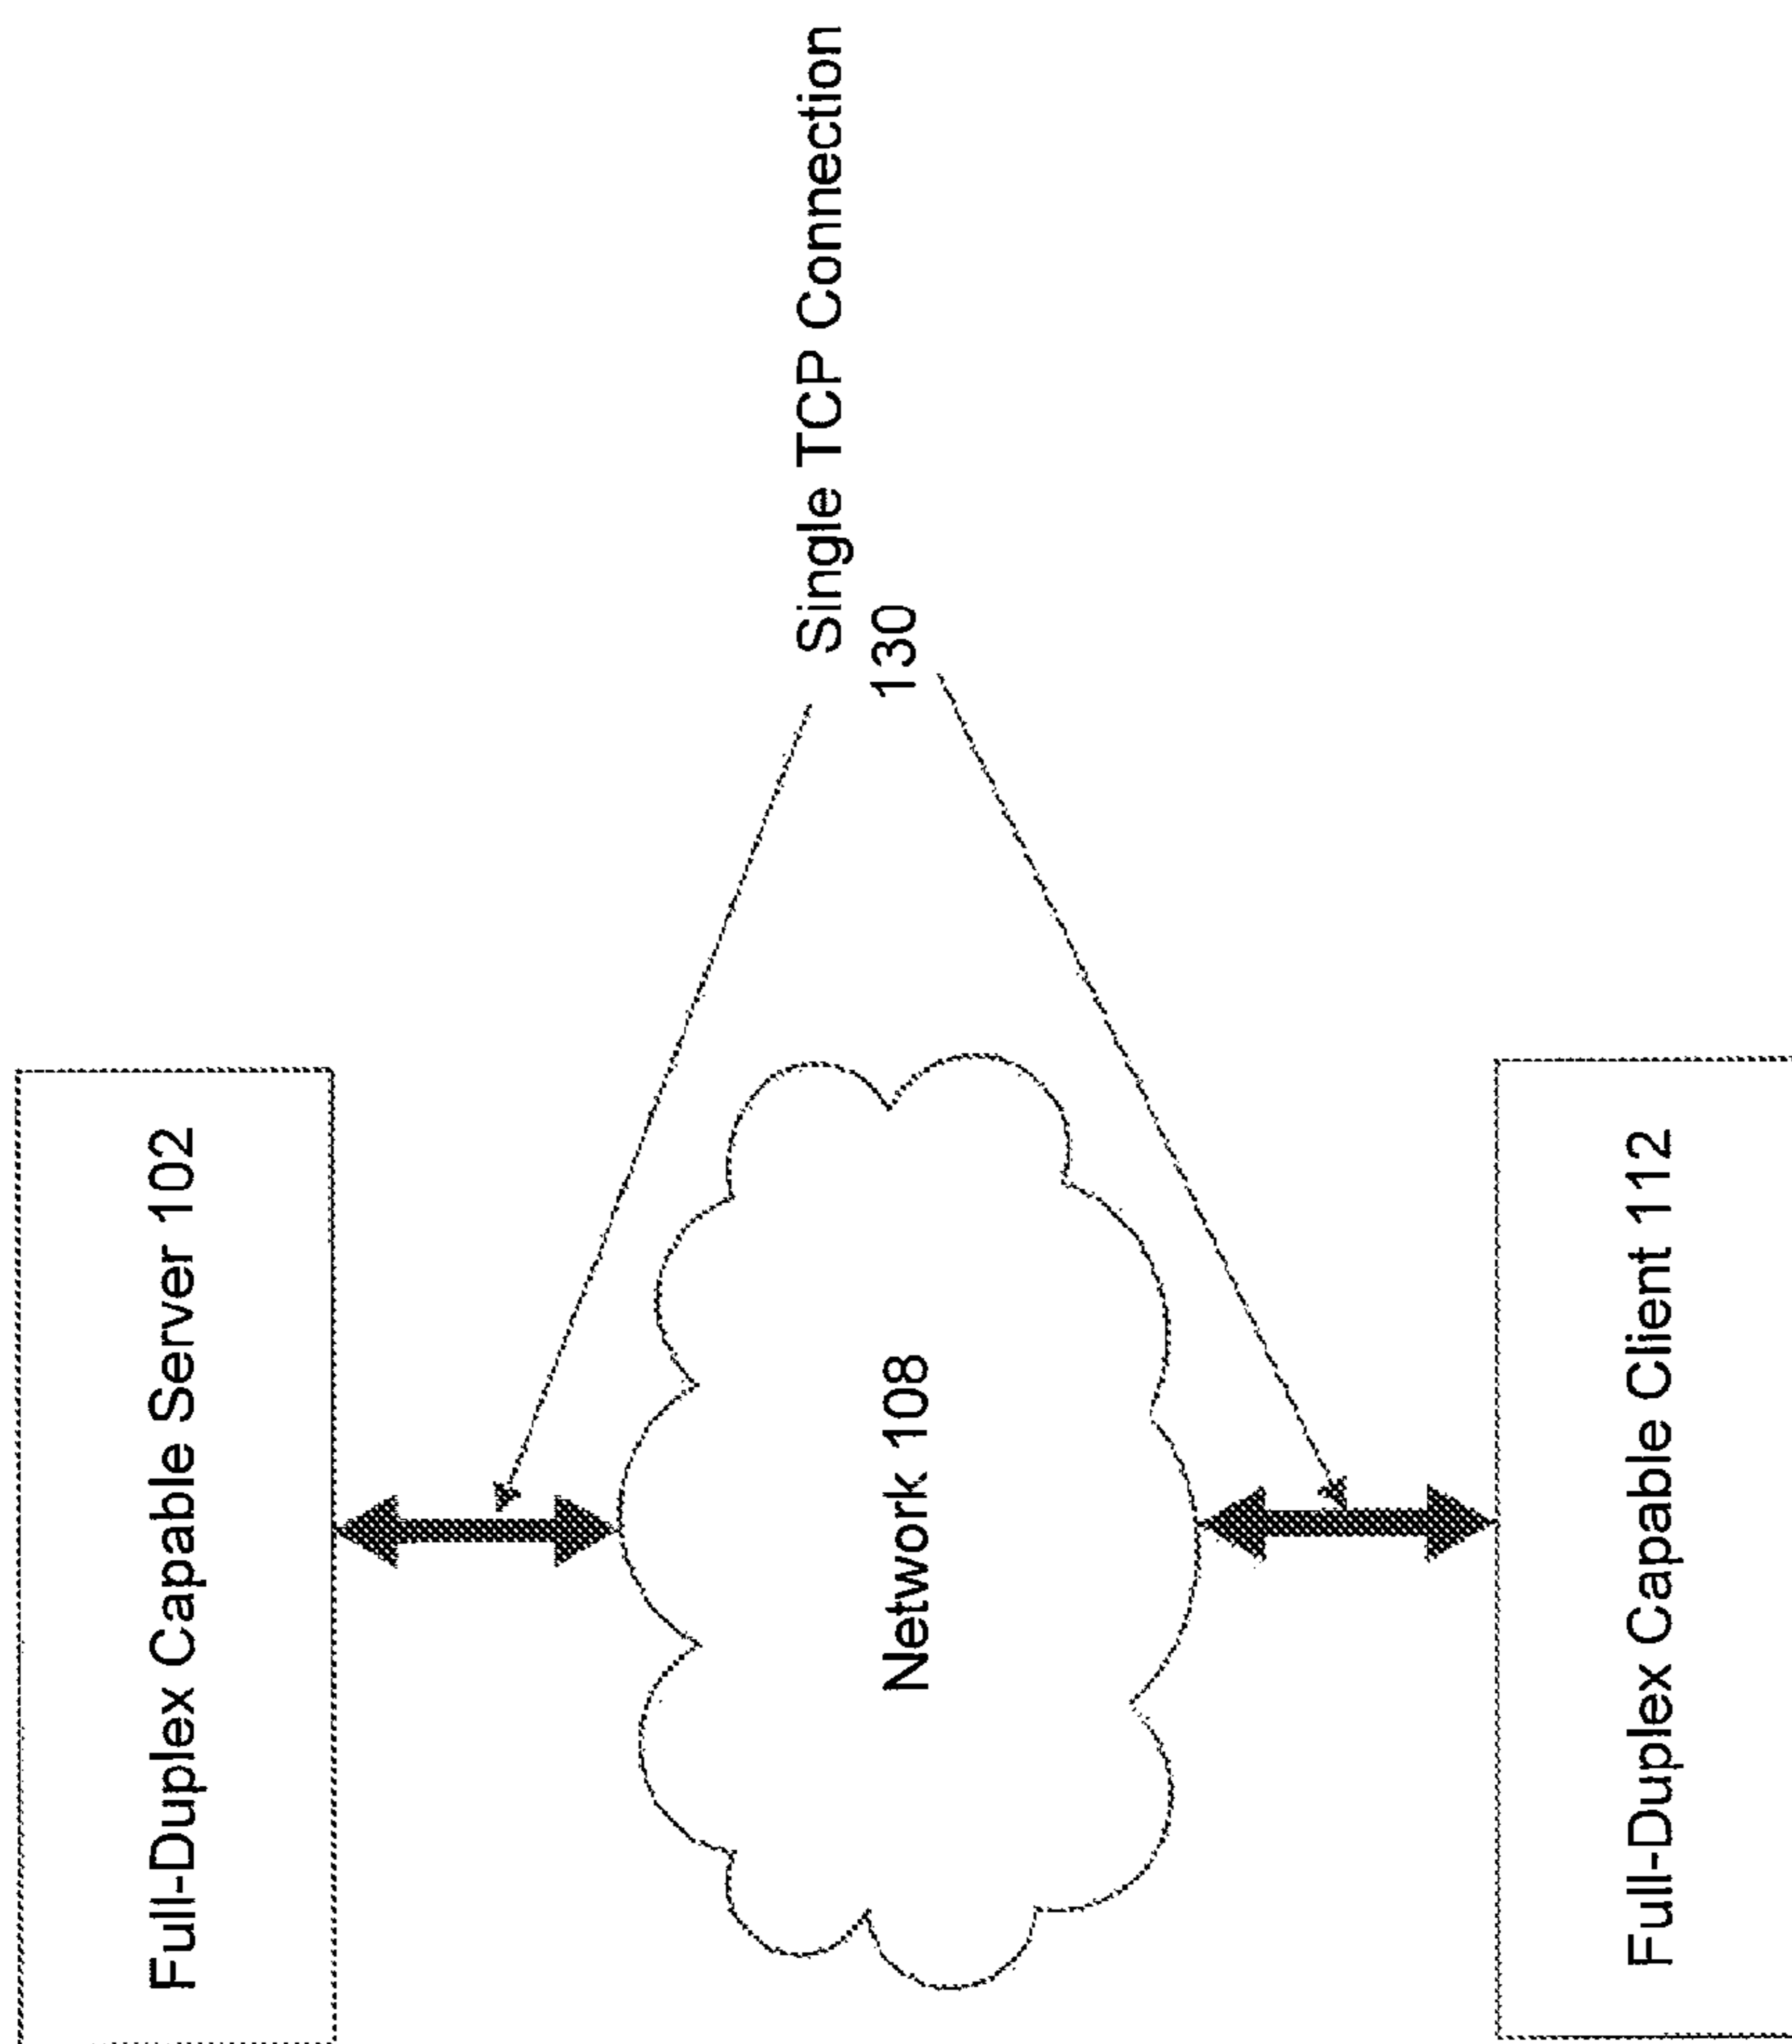 Full-Duplex Capable Server 102
Single TCP Connection
130
Network 108
Full-Duplex Capable Client 112